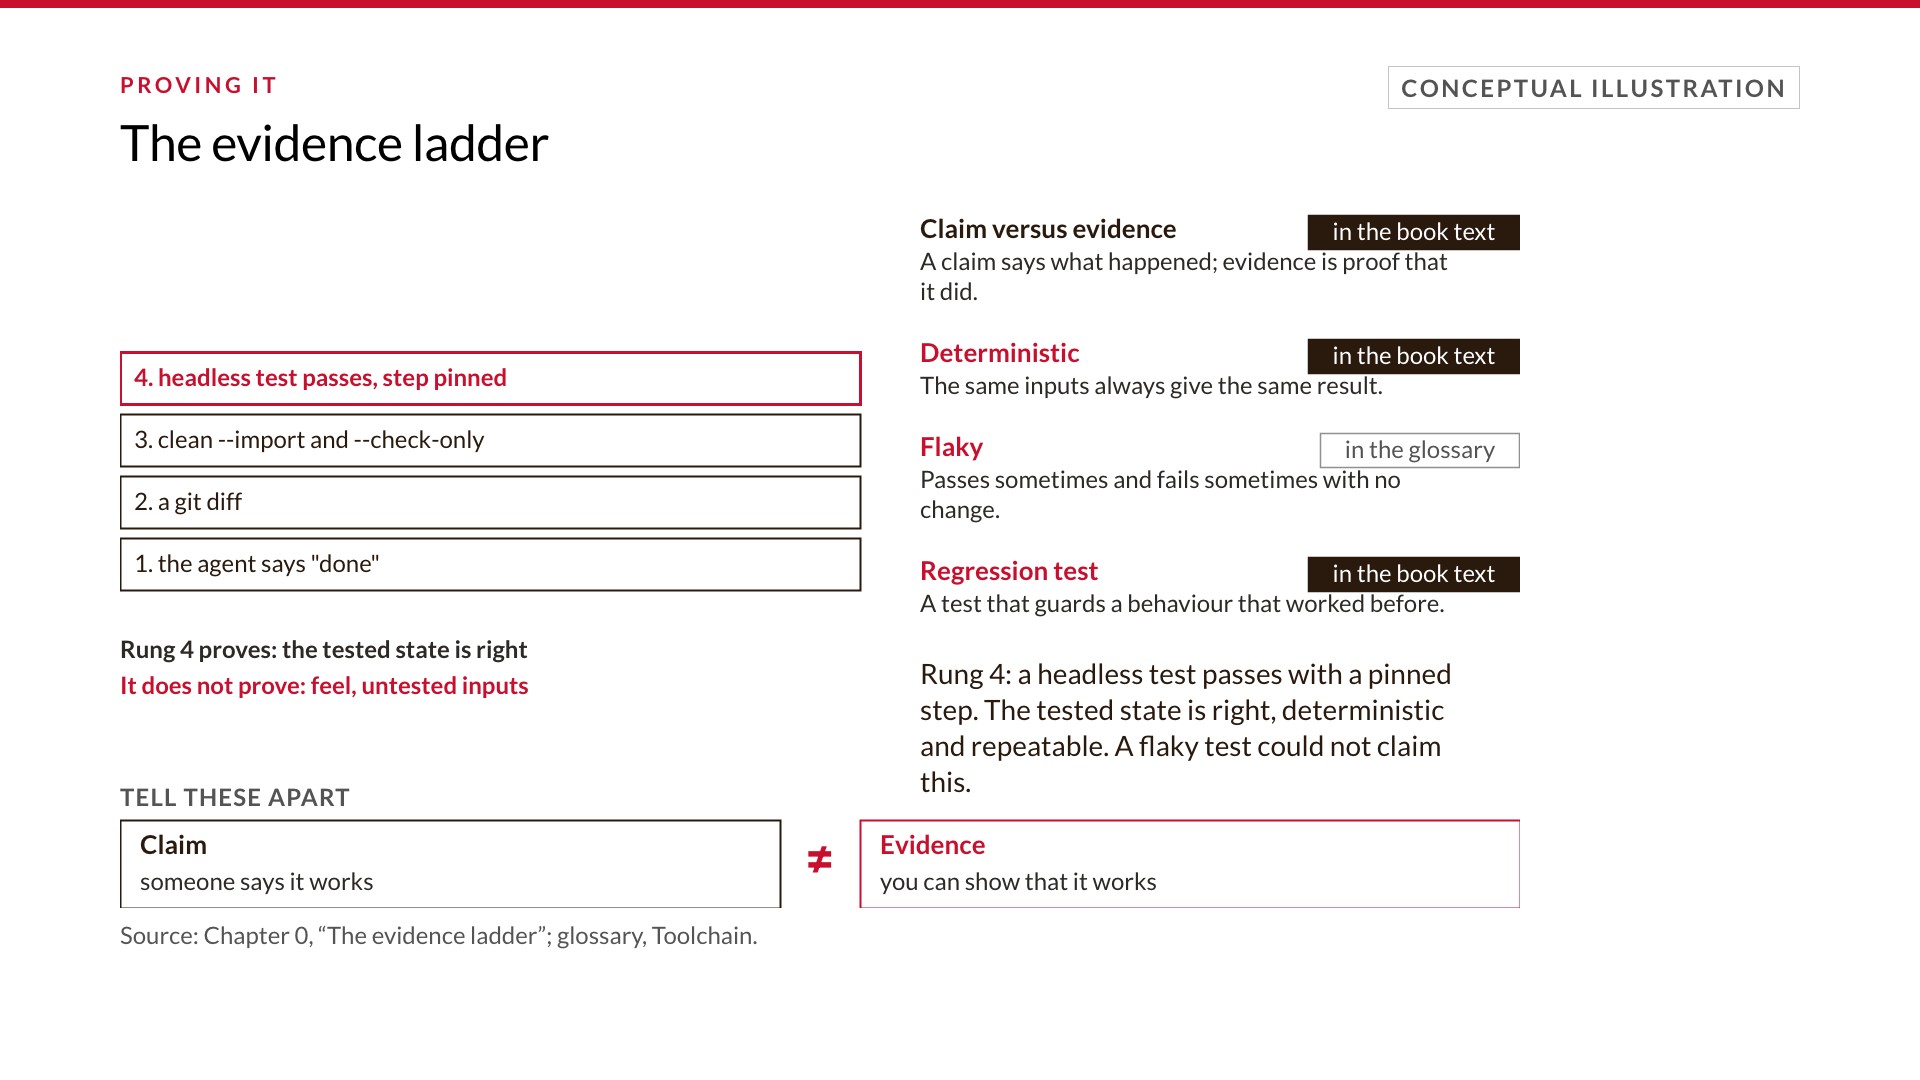 PROVING IT
CONCEPTUAL ILLUSTRATION
The evidence ladder
4. headless test passes, step pinned
3. clean --import and --check-only
2. a git diff
1. the agent says "done"
Rung 4 proves: the tested state is right
It does not prove: feel, untested inputs
Claim versus evidence
in the book text
A claim says what happened; evidence is proof that
it did.
Deterministic
in the book text
The same inputs always give the same result.
Flaky
in the glossary
Passes sometimes and fails sometimes with no
change.
Regression test
in the book text
A test that guards a behaviour that worked before.
Rung 4: a headless test passes with a pinned
step. The tested state is right, deterministic
and repeatable. A flaky test could not claim
this.
TELL THESE APART
Claim
someone says it works
≠
Evidence
you can show that it works
Source: Chapter 0, “The evidence ladder”; glossary, Toolchain.